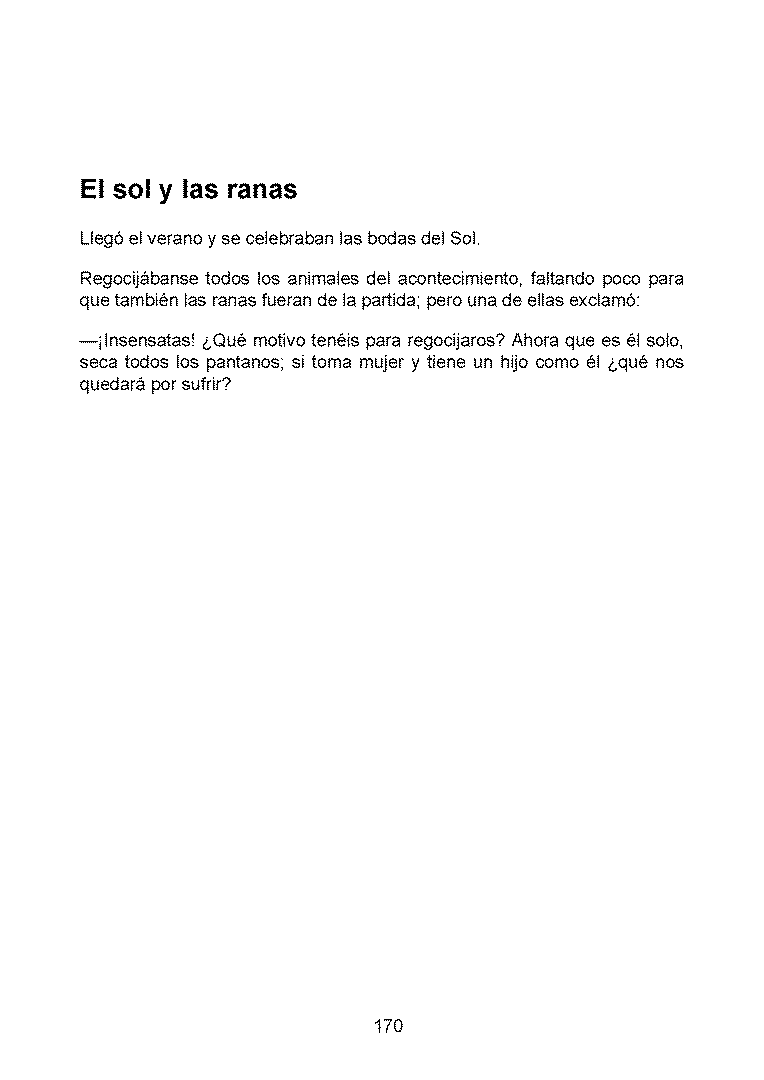 El sol y las ranas
Llegó el verano y se celebraban las bodas del Sol.
Regocijábanse todos los animales del acontecimiento, faltando poco para
que también las ranas fueran de la partida; pero una de ellas exclamó:
—¡Insensatas! ¿Qué motivo tenéis para regocijaros? Ahora que es él solo,
seca todos los pantanos; si toma mujer y tiene un hijo como él ¿qué nos
quedará por sufrir?
170